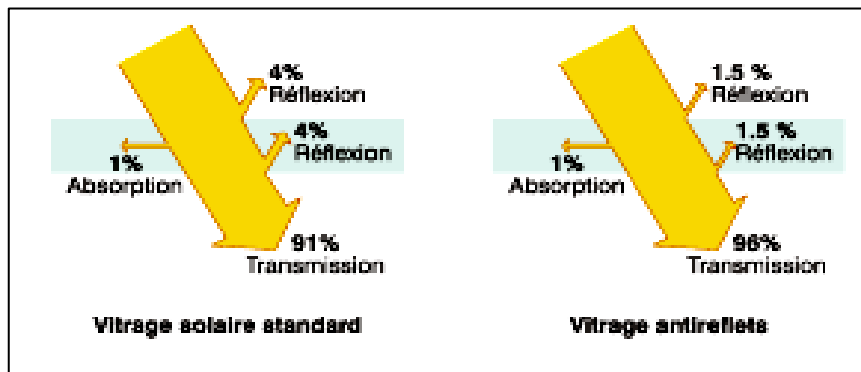 4%
Réflexion
4%
Réflexion
1%
Absorption
91%
Transmission
Vitrage solaire standard
1.5 %
Réflexion
1.5 %
Réflexion
1%
Absorption
96%
Transmission
Vitrage antireflets